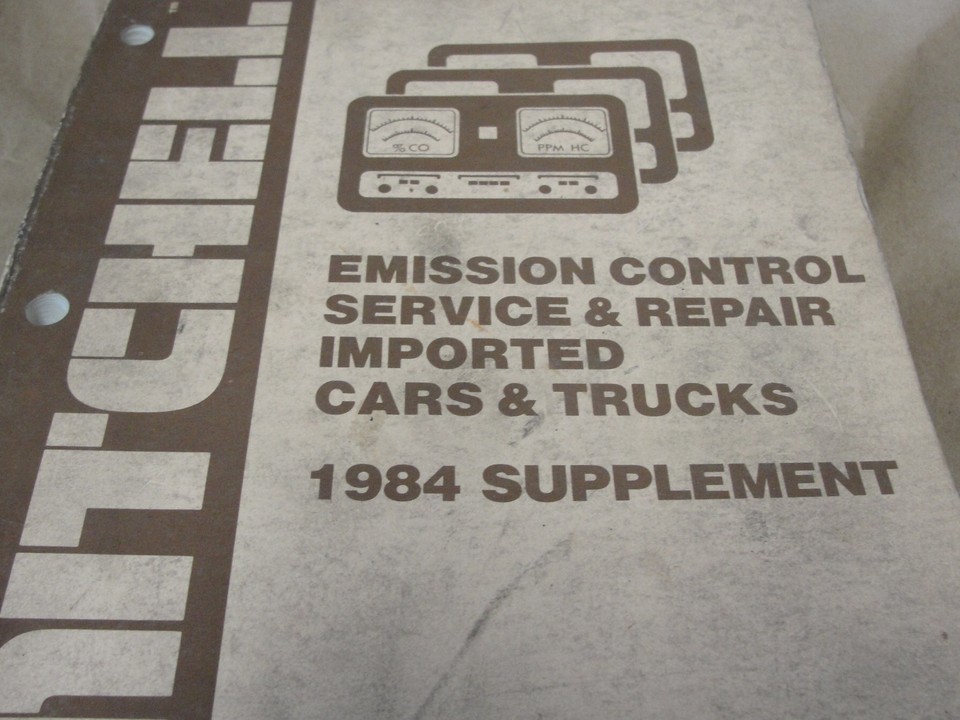 % CO
PPM HC
EMISSION CONTROL
SERVICE & REPAIR
IMPORTED
CARS & TRUCKS
1984 SUPPLEMENT